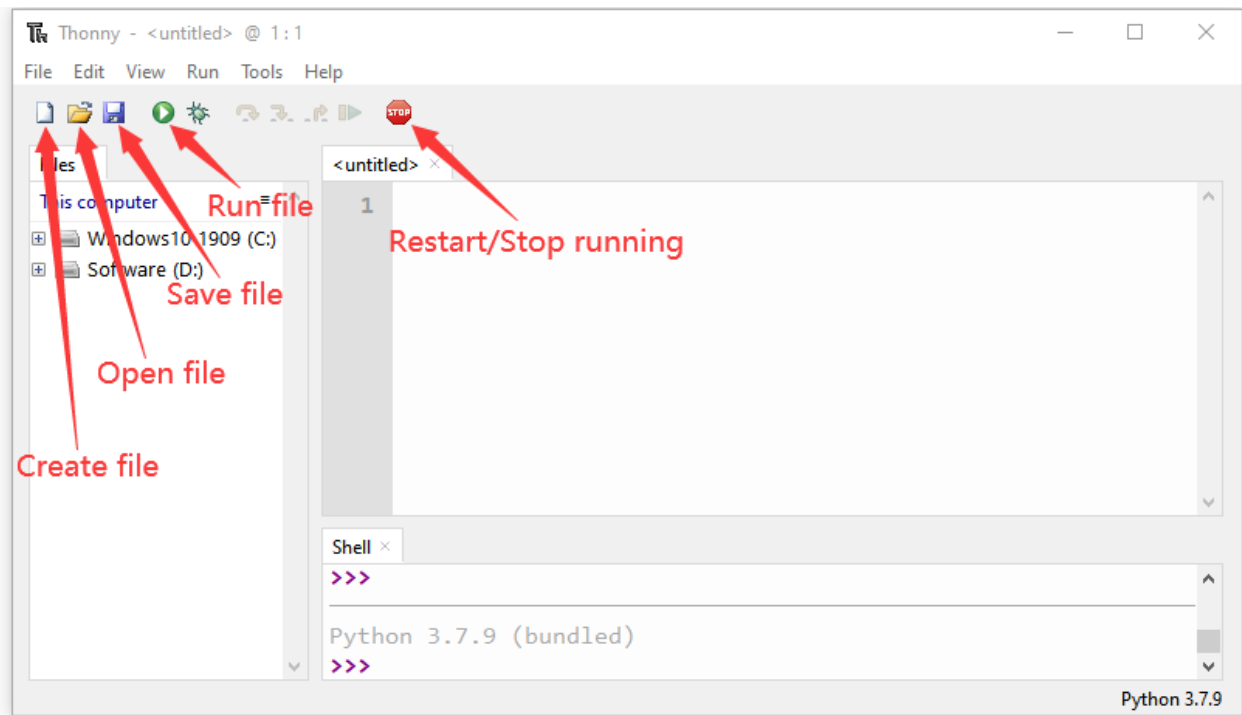 Thonny - <untitled> @ 1:1
File Edit View Run Tools Help
STOP
Files
<untitled>
This computer
Run file
1
Windows10 1909 (C:)
Restart/Stop running
Software (D:)
Save file
Open file
Create file
Shell
>>>
Python 3.7.9 (bundled)
>>>
Python 3.7.9